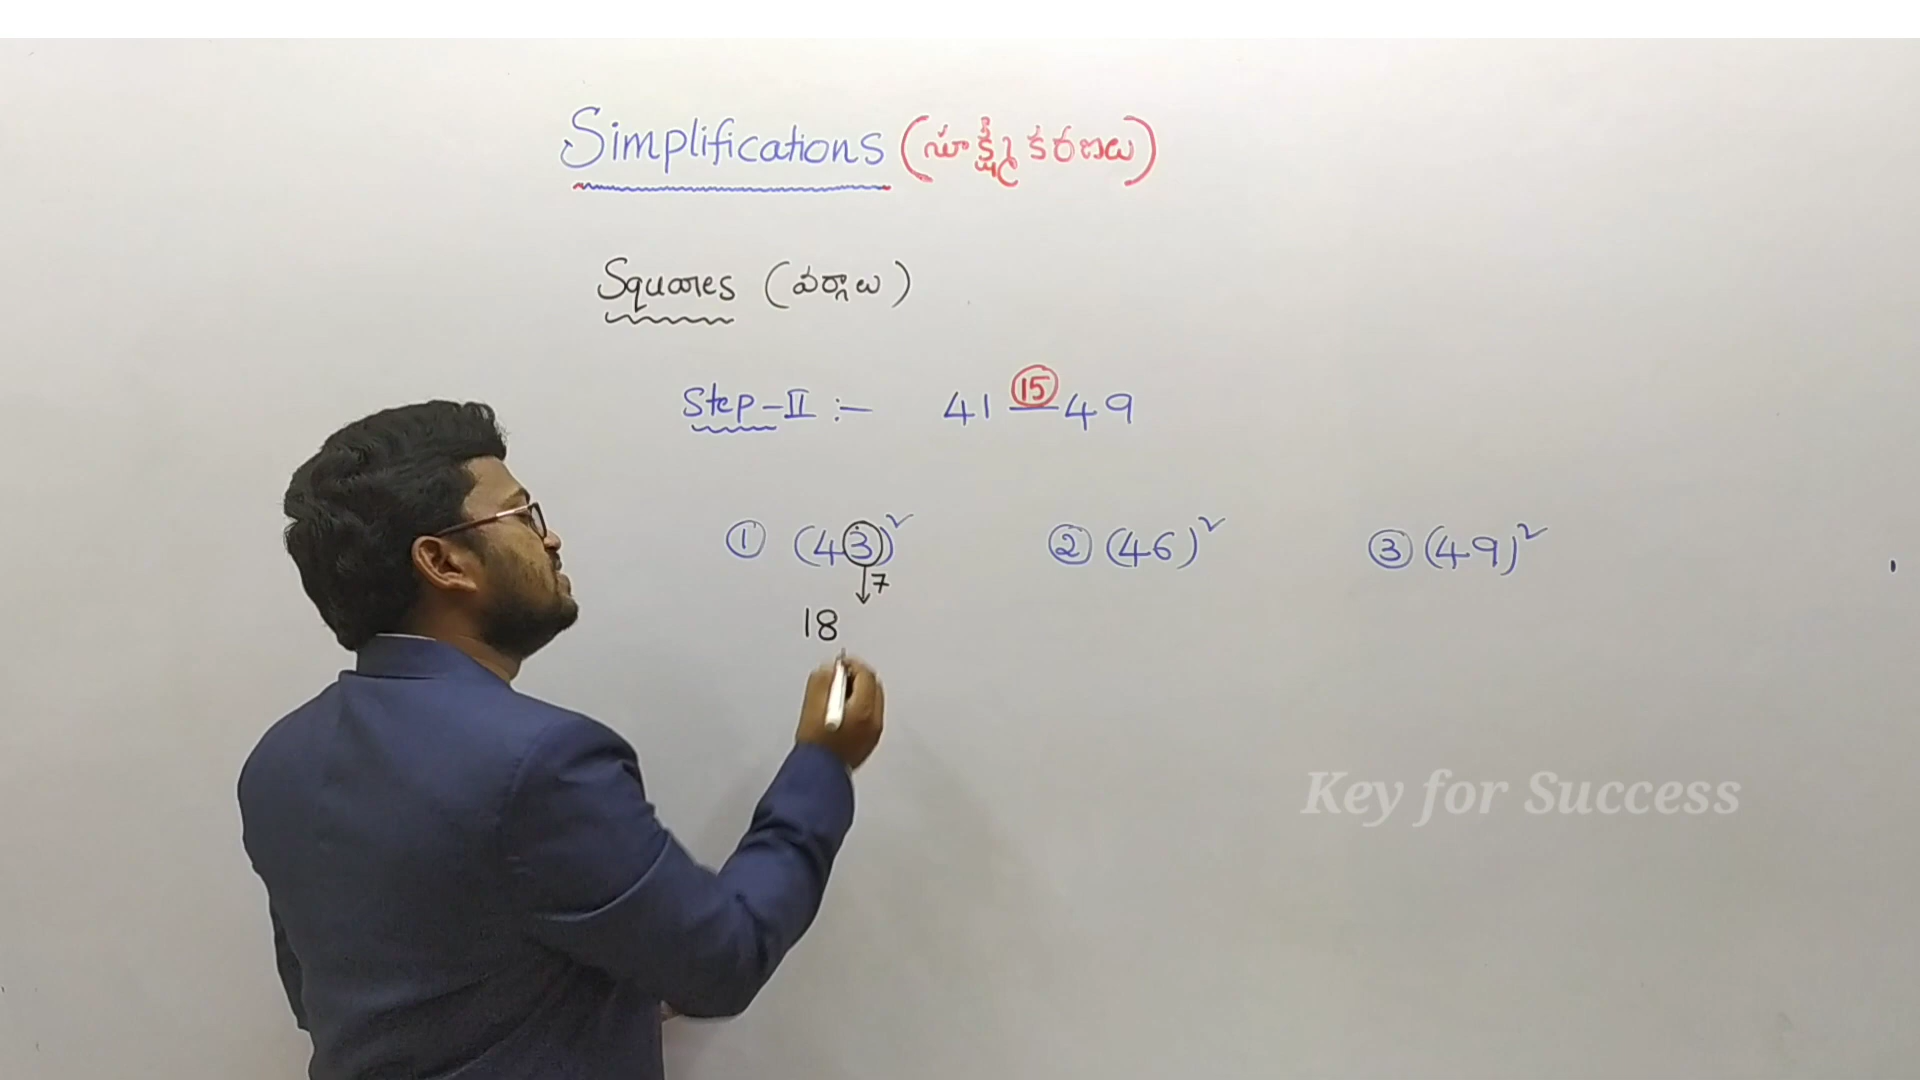 Simplifications (సూక్ష్మీకరణలు)
Squares (వర్గాలు)
Step-II :- 41 — 49
15
① (43)² ② (46)² ③ (49)²
7
18
Key for Success